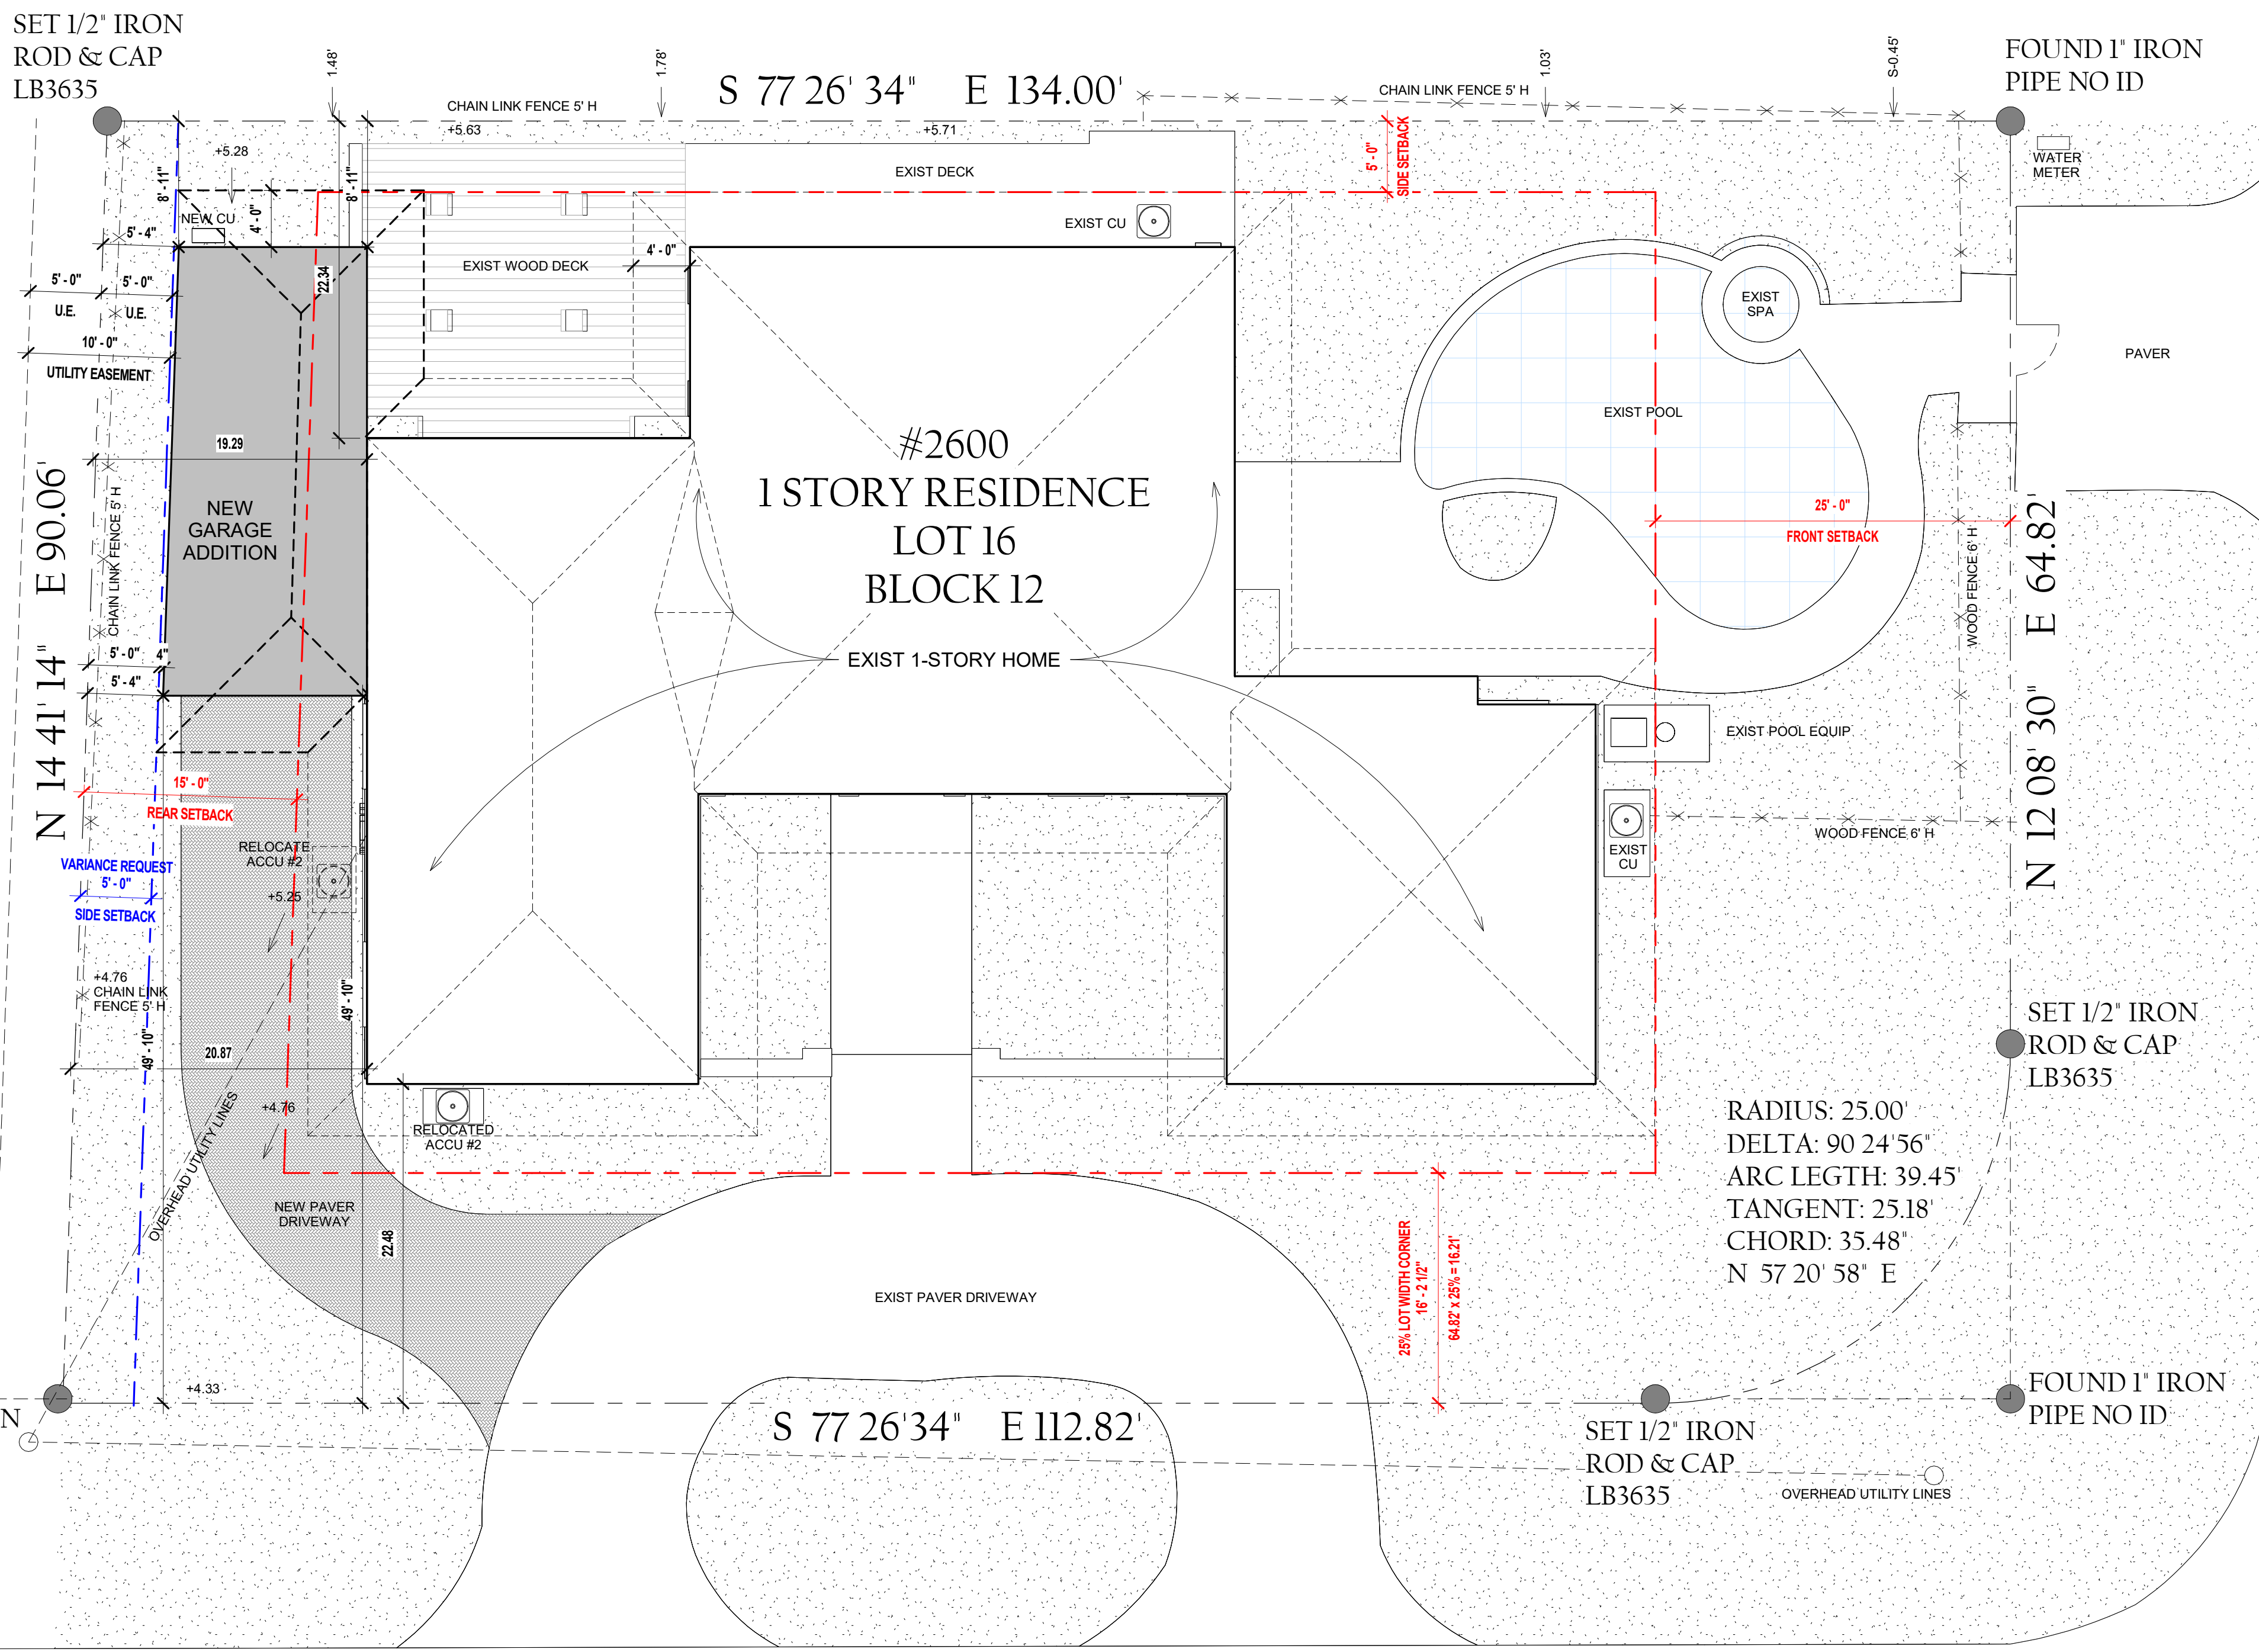 SET 1/2" IRON
ROD & CAP
LB3635
1.48'
1.78'
S 77 26' 34" E 134.00'
1.03'
S-0.45'
FOUND 1" IRON
PIPE NO ID
CHAIN LINK FENCE 5' H
CHAIN LINK FENCE 5' H
+5.63
+5.71
+5.28
8' - 11"
8' - 11"
5' - 0"
SIDE SETBACK
WATER
METER
EXIST DECK
NEW CU
4' - 0"
EXIST CU
5' - 4"
4' - 0"
EXIST WOOD DECK
22.34
5' - 0"
5' - 0"
U.E.
U.E.
EXIST
SPA
10' - 0"
UTILITY EASEMENT
PAVER
EXIST POOL
19.29
#2600
1 STORY RESIDENCE
LOT 16
BLOCK 12
NEW
GARAGE
ADDITION
25' - 0"
FRONT SETBACK
CHAIN LINK FENCE 5' H
WOOD FENCE 6' H
N 14 41' 14" E 90.06'
N 12 08' 30" E 64.82'
5' - 0"
4"
5' - 4"
EXIST 1-STORY HOME
EXIST POOL EQUIP
15' - 0"
REAR SETBACK
RELOCATE
ACCU #2
WOOD FENCE 6' H
EXIST
CU
VARIANCE REQUEST
5' - 0"
SIDE SETBACK
+5.25
+4.76
CHAIN LINK
FENCE 5' H
49' - 10"
49' - 10"
20.87
SET 1/2" IRON
ROD & CAP
LB3635
+4.76
OVERHEAD UTILITY LINES
RELOCATED
ACCU #2
RADIUS: 25.00'
DELTA: 90 24'56"
ARC LEGTH: 39.45'
TANGENT: 25.18'
CHORD: 35.48"
N 57 20' 58" E
NEW PAVER
DRIVEWAY
22.48
EXIST PAVER DRIVEWAY
25% LOT WIDTH CORNER
16' - 2 1/2"
64.82' x 25% = 16.21'
+4.33
N
S 77 26'34" E 112.82'
FOUND 1" IRON
PIPE NO ID
SET 1/2" IRON
ROD & CAP
LB3635
OVERHEAD UTILITY LINES